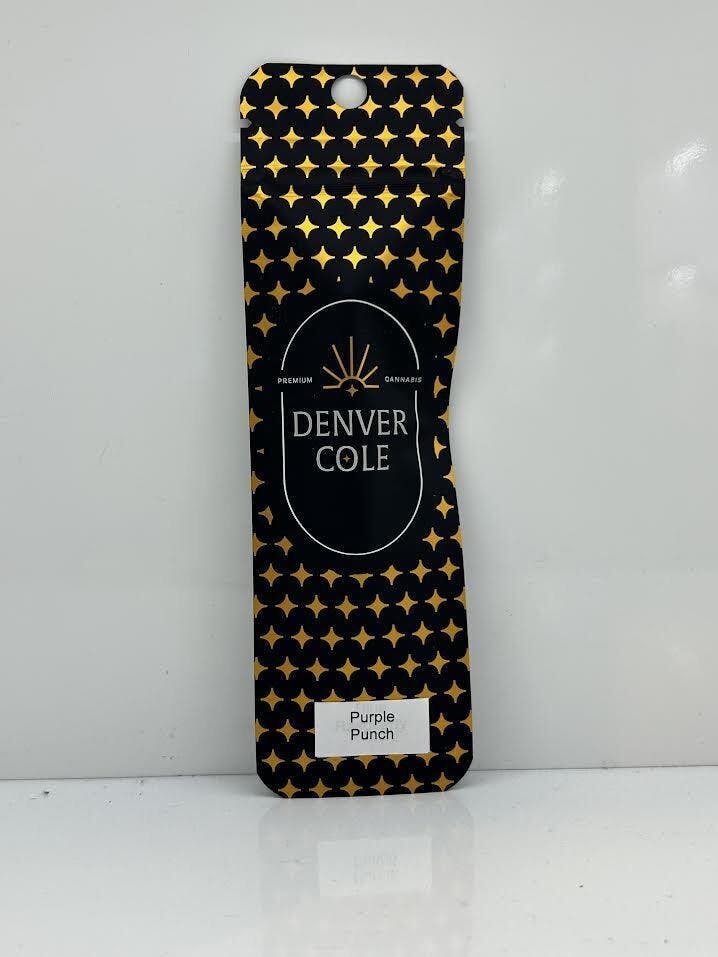 PREMIUM CANNABIS
DENVER
COLE
Purple
Punch